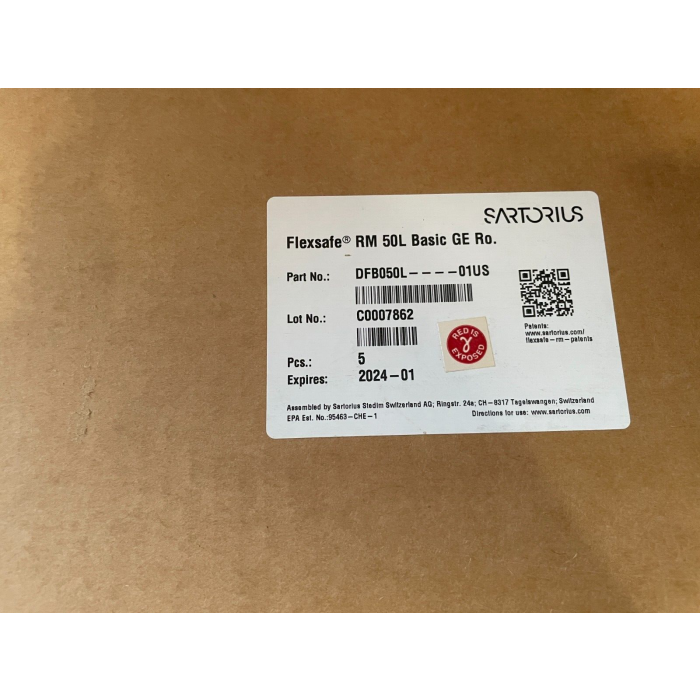 SARTORIUS
Flexsafe® RM 50L Basic GE Ro.
Part No.: DFB050L----01US
Lot No.: C0007862
RED IS
γ
EXPOSED
Patents:
www.sartorius.com/
flexsafe-rm-patents
Pcs.: 5
Expires: 2024-01
Assembled by Sartorius Stedim Switzerland AG; Ringstr. 24a; CH-8317 Tagelswangen; Switzerland
EPA Est. No.:95463-CHE-1 Directions for use: www.sartorius.com